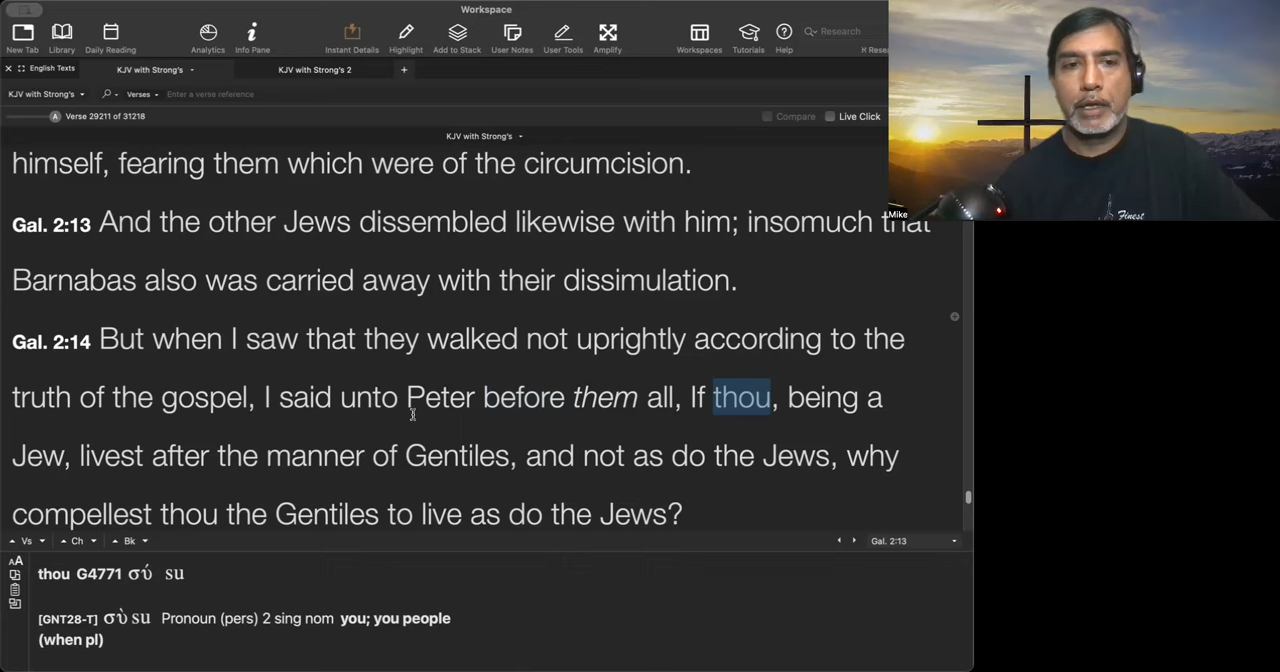 Workspace
New Tab
Library
Daily Reading
Analytics
Info Pane
Instant Details
Highlight
Add to Stack
User Notes
User Tools
Amplify
Workspaces
Tutorials
Help
Research
English Texts
KJV with Strong's
KJV with Strong's 2
KJV with Strong's
Verses
Enter a verse reference
A
Verse 29211 of 31218
Compare
Live Click
KJV with Strong's
himself, fearing them which were of the circumcision.
Gal. 2:13 And the other Jews dissembled likewise with him; insomuch that
Barnabas also was carried away with their dissimulation.
Gal. 2:14 But when I saw that they walked not uprightly according to the
truth of the gospel, I said unto Peter before them all, If thou, being a
Jew, livest after the manner of Gentiles, and not as do the Jews, why
compellest thou the Gentiles to live as do the Jews?
Vs
Ch
Bk
Gal. 2:13
AA
thou G4771 σύ su
[GNT28-T] σὺ su Pronoun (pers) 2 sing nom you; you people
(when pl)
Mike
Finest